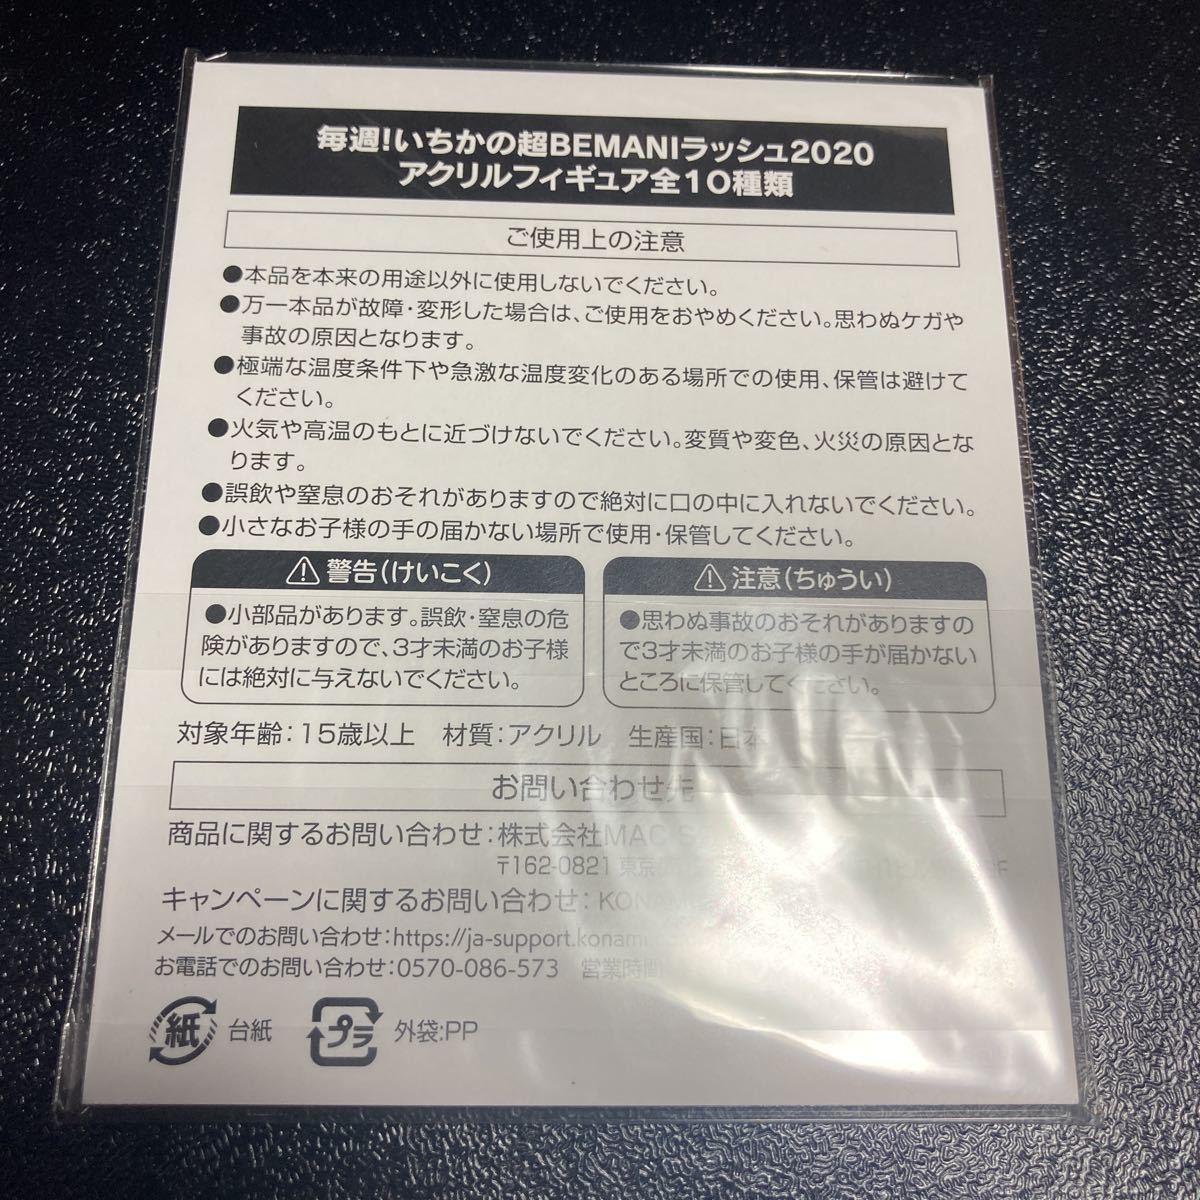 毎週!いちかの超BEMANIラッシュ2020
アクリルフィギュア全10種類
ご使用上の注意
●本品を本来の用途以外に使用しないでください。
●万一本品が故障・変形した場合は、ご使用をおやめください。思わぬケガや
事故の原因となります。
●極端な温度条件下や急激な温度変化のある場所での使用、保管は避けて
ください。
●火気や高温のもとに近づけないでください。変質や変色、火災の原因とな
ります。
●誤飲や窒息のおそれがありますので絶対に口の中に入れないでください。
●小さなお子様の手の届かない場所で使用・保管してください。
⚠警告(けいこく)
●小部品があります。誤飲・窒息の危
険がありますので、3才未満のお子様
には絶対に与えないでください。
⚠注意(ちゅうい)
●思わぬ事故のおそれがありますの
で3才未満のお子様の手が届かない
ところに保管してください。
対象年齢:15歳以上 材質:アクリル 生産国:日本
お問い合わせ先
商品に関するお問い合わせ:株式会社MAC
〒162-0821 東京
キャンペーンに関するお問い合わせ:KONAMI
メールでのお問い合わせ:https://ja-support.konami.
お電話でのお問い合わせ:0570-086-573 営業時間
紙 台紙
プラ 外袋:PP